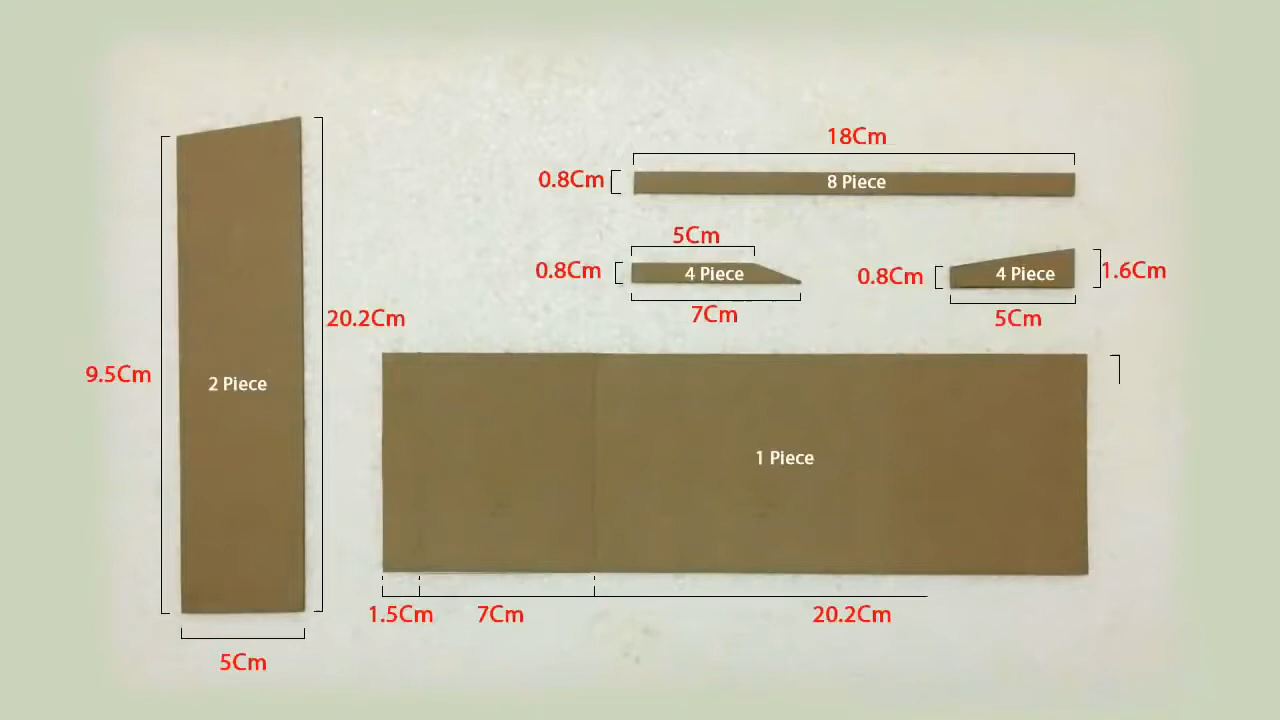 18Cm
0.8Cm
8 Piece
5Cm
0.8Cm
4 Piece
7Cm
0.8Cm
4 Piece
1.6Cm
5Cm
9.5Cm
2 Piece
20.2Cm
5Cm
1 Piece
1.5Cm
7Cm
20.2Cm